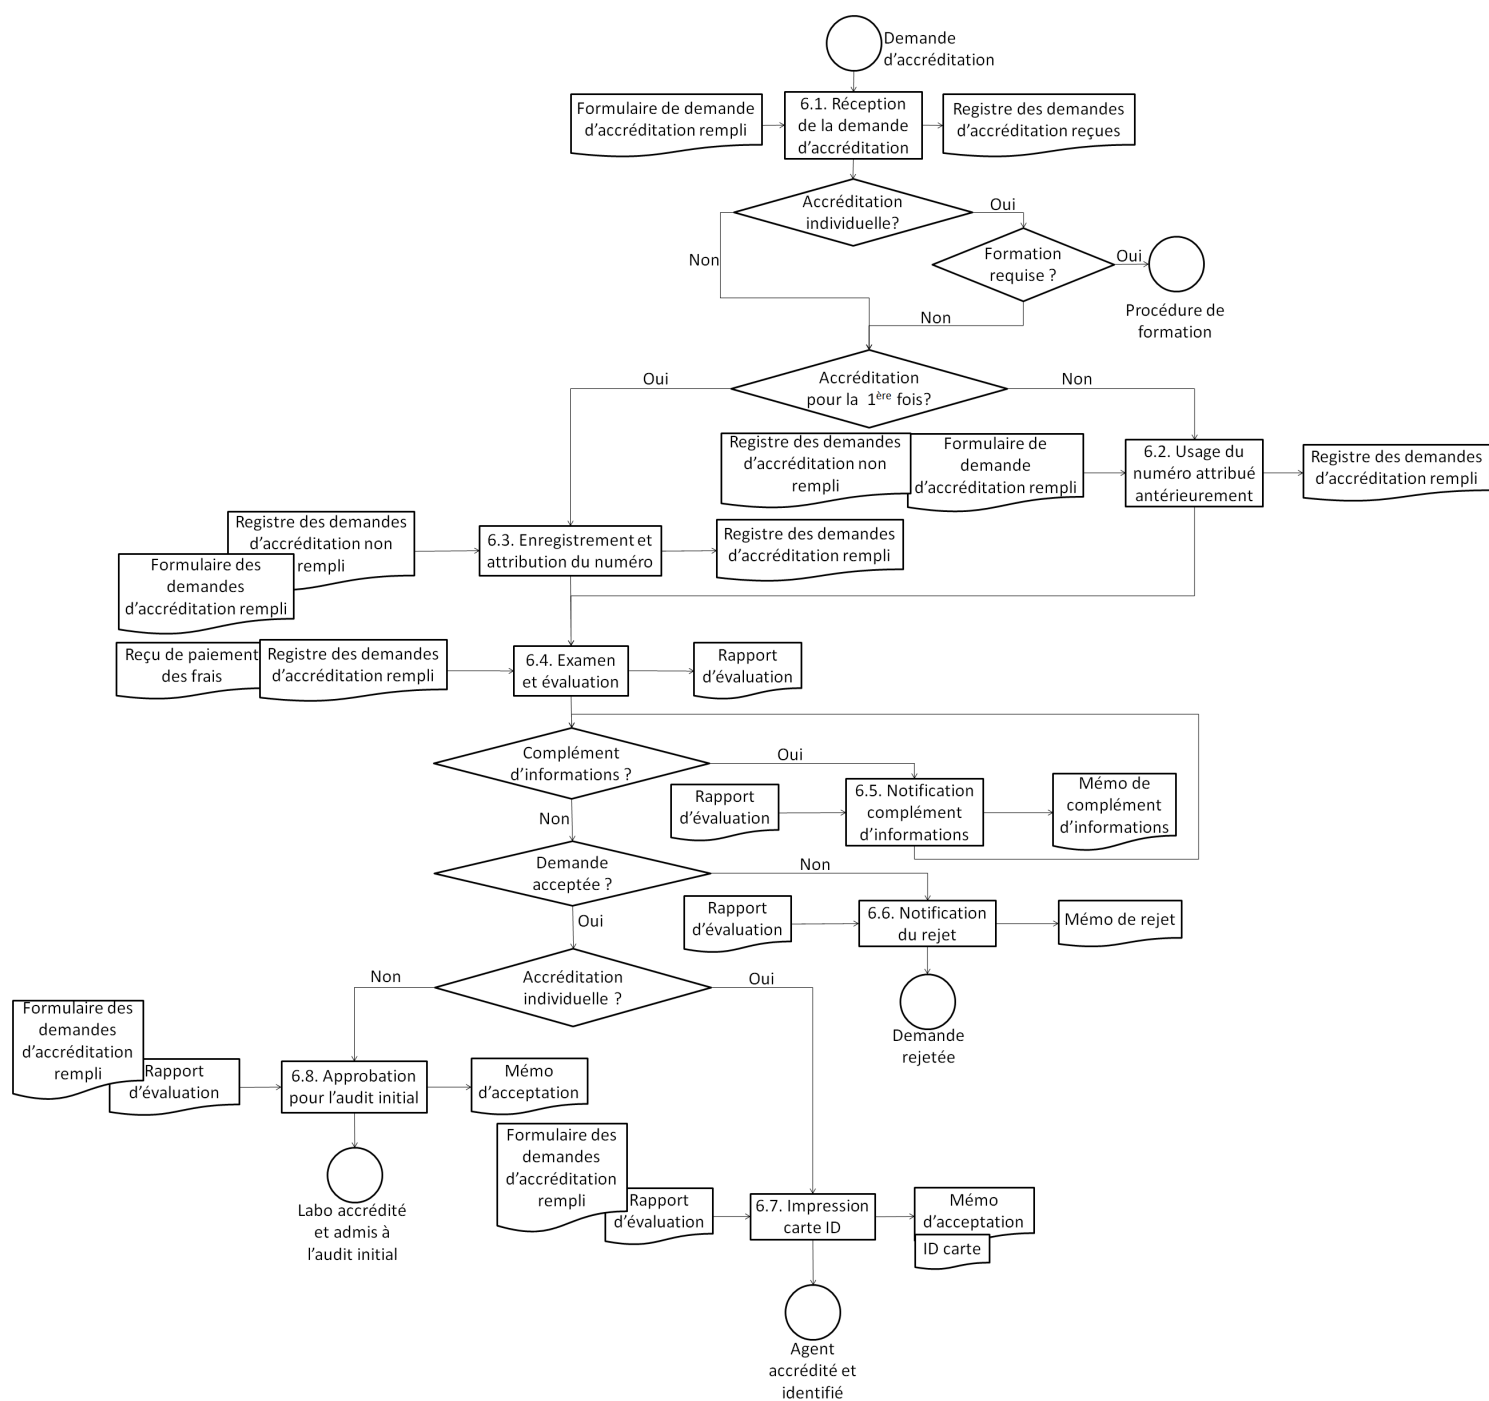 Demande
d'accréditation
Formulaire de demande
d'accréditation rempli
6.1. Réception
de la demande
d'accréditation
Registre des demandes
d'accréditation reçues
Accréditation
individuelle?
Oui
Non
Formation
requise ?
Oui
Procédure de
formation
Non
Accréditation
pour la 1ère fois?
Oui
Non
Registre des demandes
d'accréditation non
rempli
Formulaire de
demande
d'accréditation rempli
6.2. Usage du
numéro attribué
antérieurement
Registre des demandes
d'accréditation rempli
Registre des demandes
d'accréditation non
rempli
Formulaire des
demandes
d'accréditation rempli
6.3. Enregistrement et
attribution du numéro
Registre des demandes
d'accréditation rempli
Reçu de paiement
des frais
Registre des demandes
d'accréditation rempli
6.4. Examen
et évaluation
Rapport
d'évaluation
Complément
d'informations ?
Oui
Non
Rapport
d'évaluation
6.5. Notification
complément
d'informations
Mémo de
complément
d'informations
Demande
acceptée ?
Non
Oui
Rapport
d'évaluation
6.6. Notification
du rejet
Mémo de rejet
Demande
rejetée
Accréditation
individuelle ?
Non
Oui
Formulaire des
demandes
d'accréditation
rempli
Rapport
d'évaluation
6.8. Approbation
pour l'audit initial
Mémo
d'acceptation
Labo accrédité
et admis à
l'audit initial
Formulaire des
demandes
d'accréditation
rempli
Rapport
d'évaluation
6.7. Impression
carte ID
Mémo
d'acceptation
ID carte
Agent
accrédité et
identifié